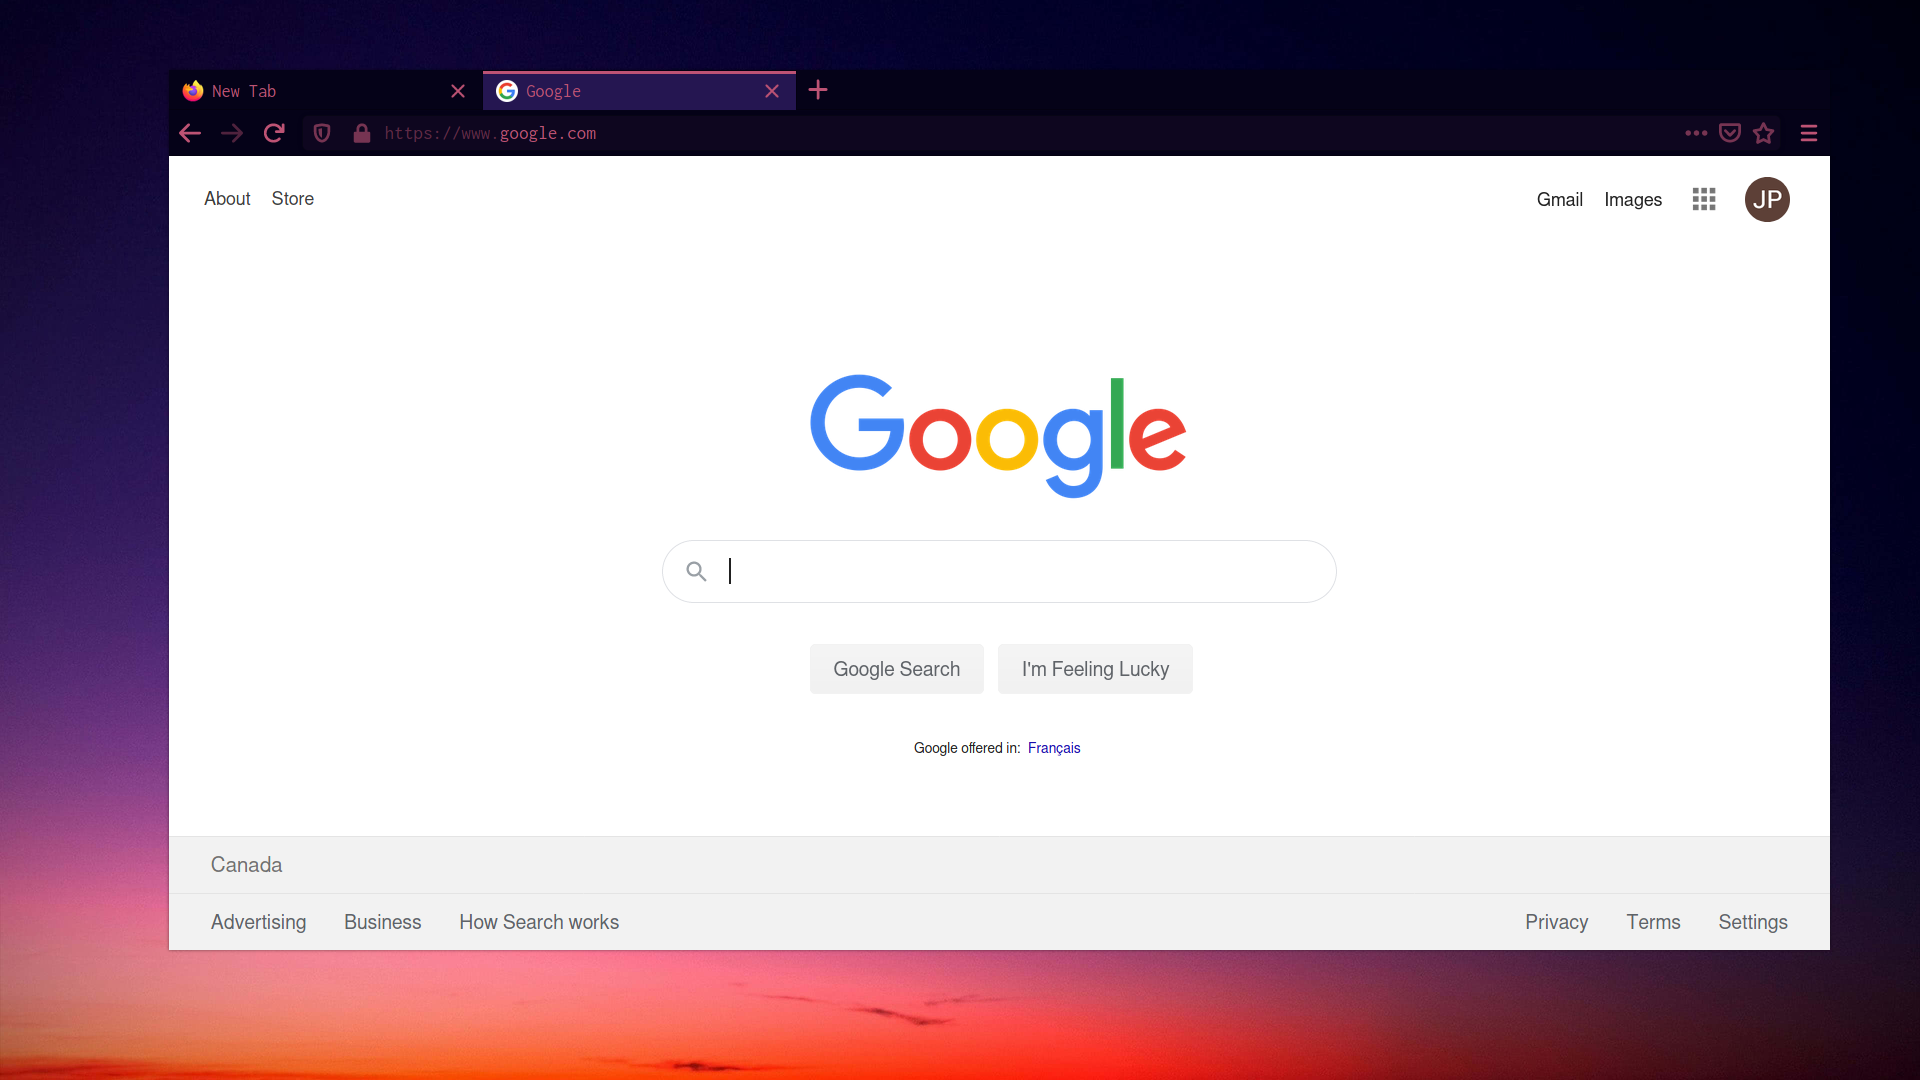 New Tab
Google
https://www.google.com
About Store
Gmail Images JP
Google
Google Search
I'm Feeling Lucky
Google offered in: Français
Canada
Advertising Business How Search works
Privacy Terms Settings